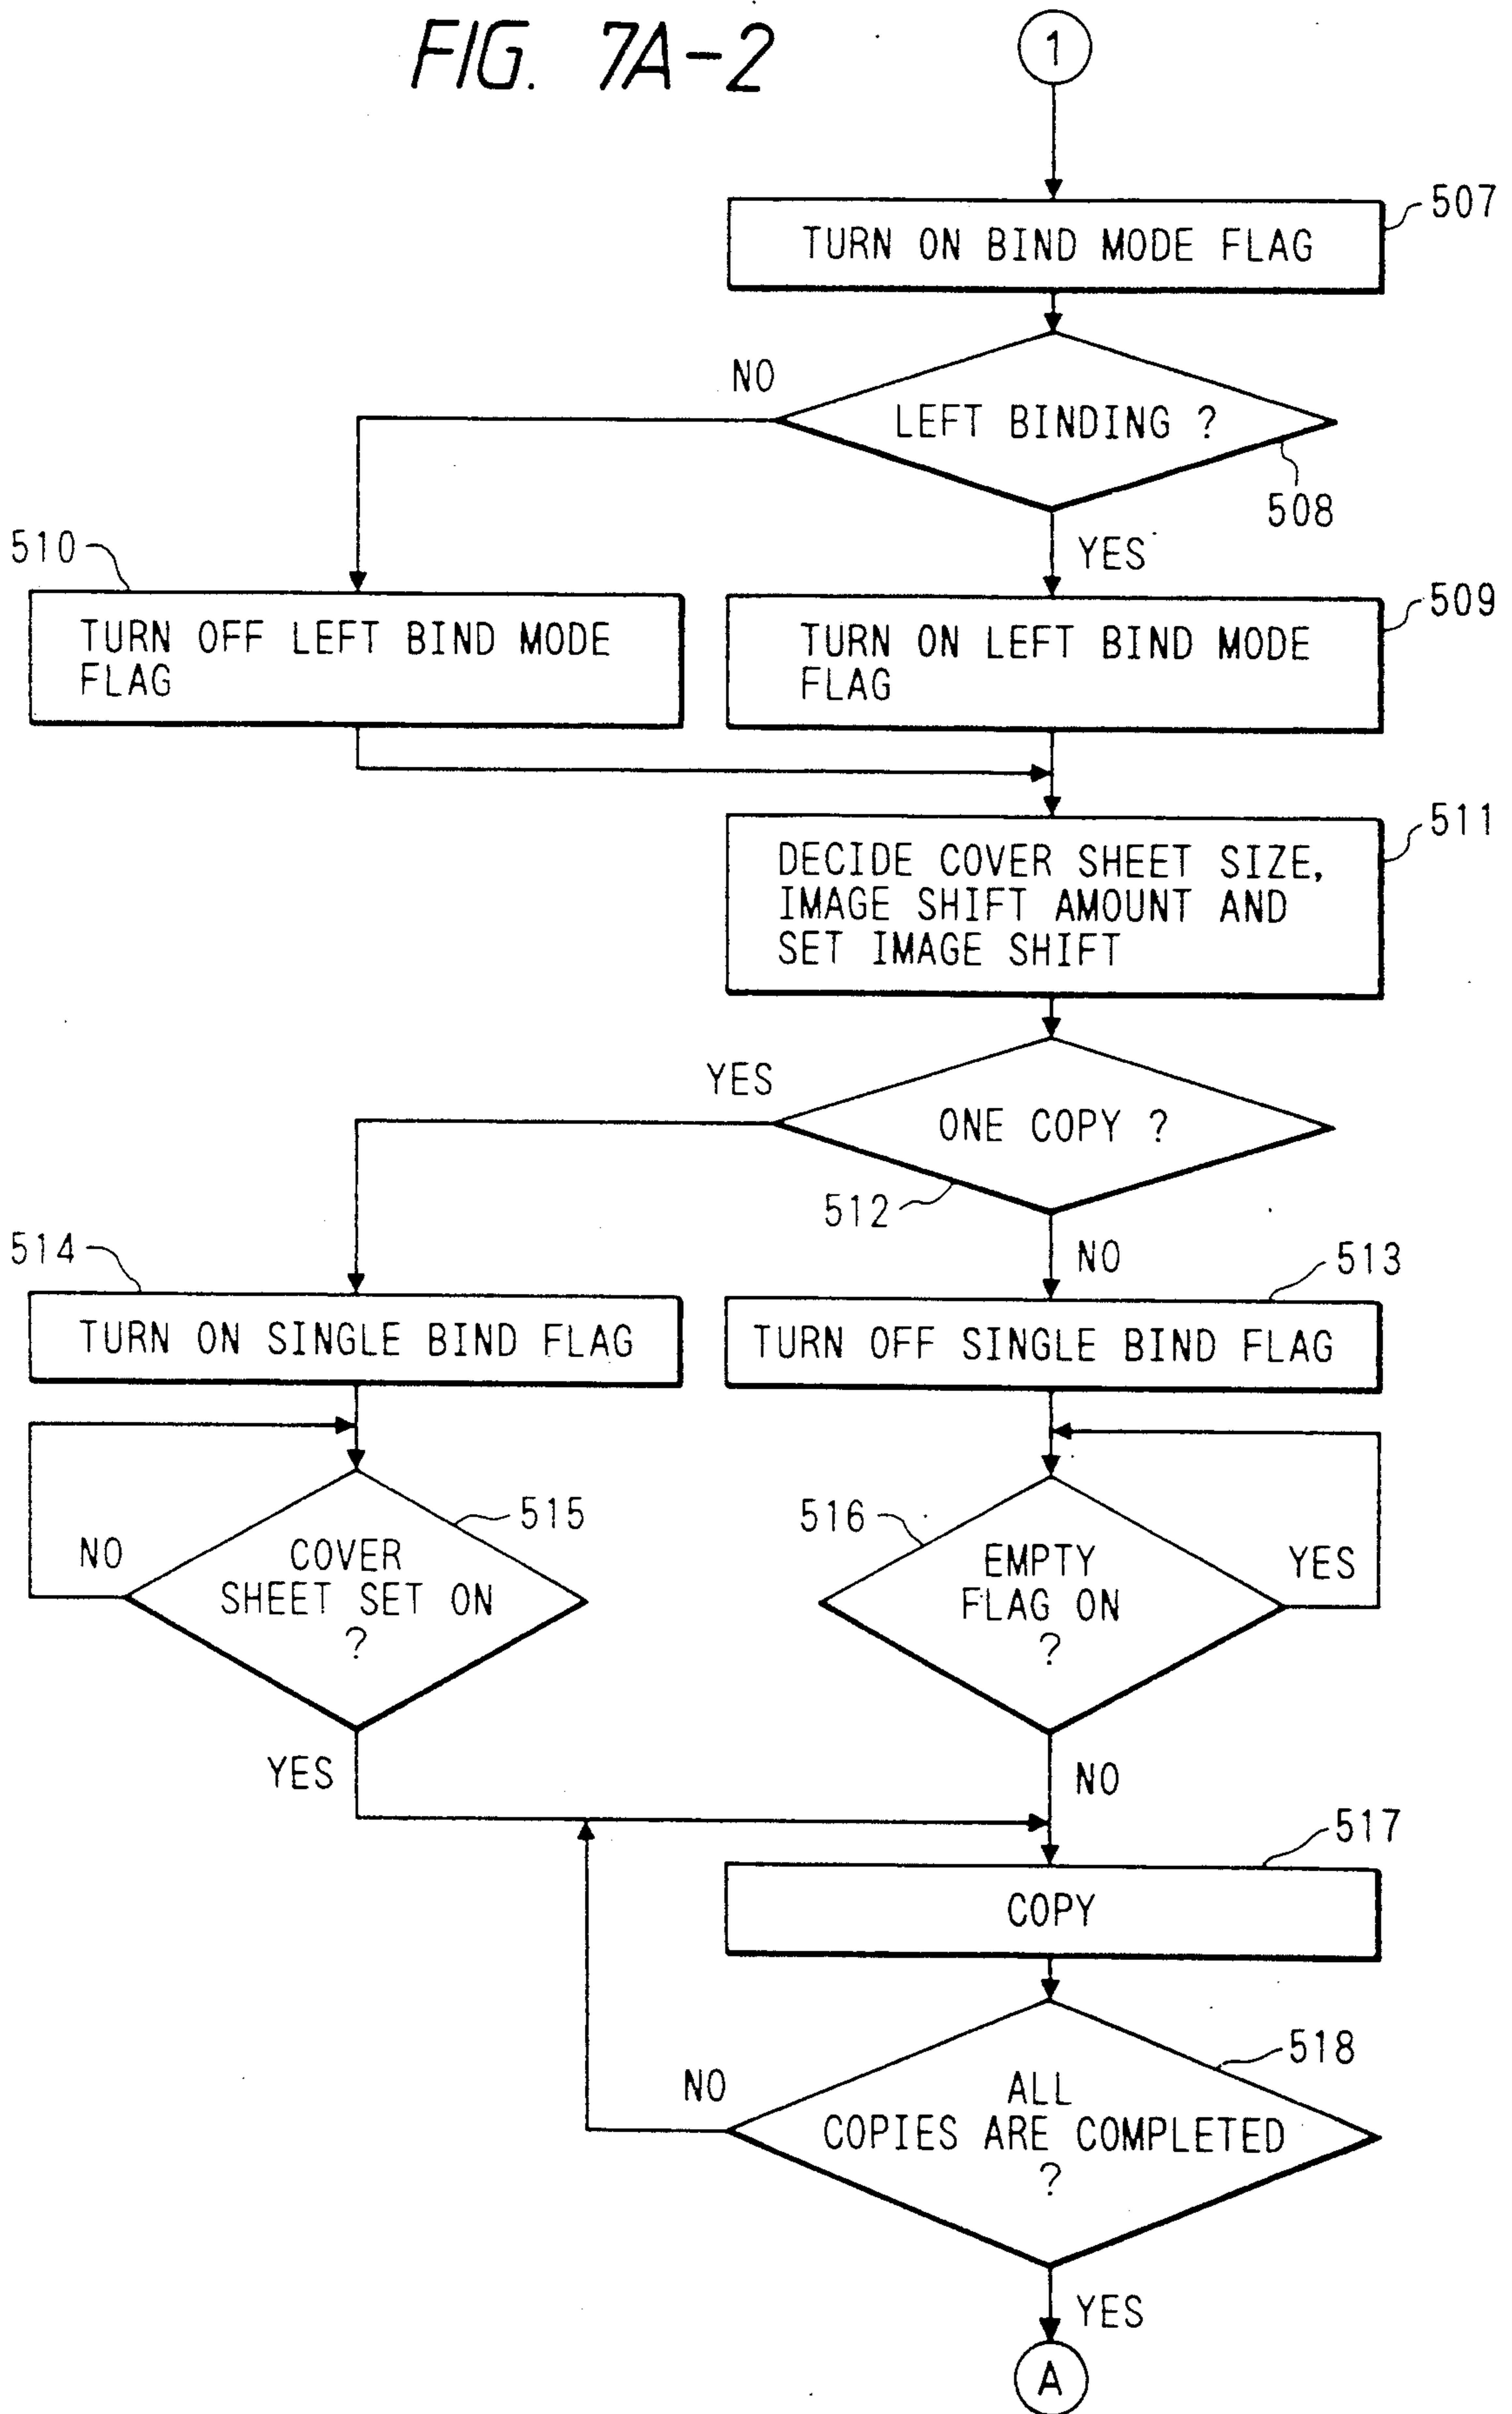 FIG. 7A-2
1
507
TURN ON BIND MODE FLAG
NO
LEFT BINDING ?
508
YES
510
TURN OFF LEFT BIND MODE
FLAG
509
TURN ON LEFT BIND MODE
FLAG
511
DECIDE COVER SHEET SIZE,
IMAGE SHIFT AMOUNT AND
SET IMAGE SHIFT
YES
ONE COPY ?
512
NO
514
TURN ON SINGLE BIND FLAG
513
TURN OFF SINGLE BIND FLAG
515
NO
COVER
SHEET SET ON
?
YES
516
EMPTY
FLAG ON
?
YES
NO
517
COPY
518
NO
ALL
COPIES ARE COMPLETED
?
YES
A